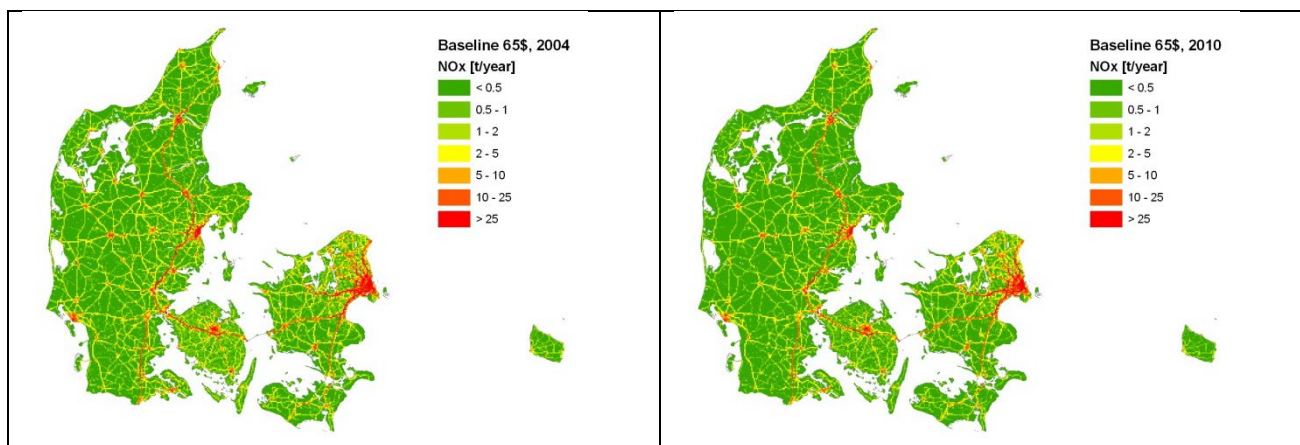 Baseline 65$, 2004
NOx [t/year]
< 0.5
0.5 - 1
1 - 2
2 - 5
5 - 10
10 - 25
> 25
Baseline 65$, 2010
NOx [t/year]
< 0.5
0.5 - 1
1 - 2
2 - 5
5 - 10
10 - 25
> 25